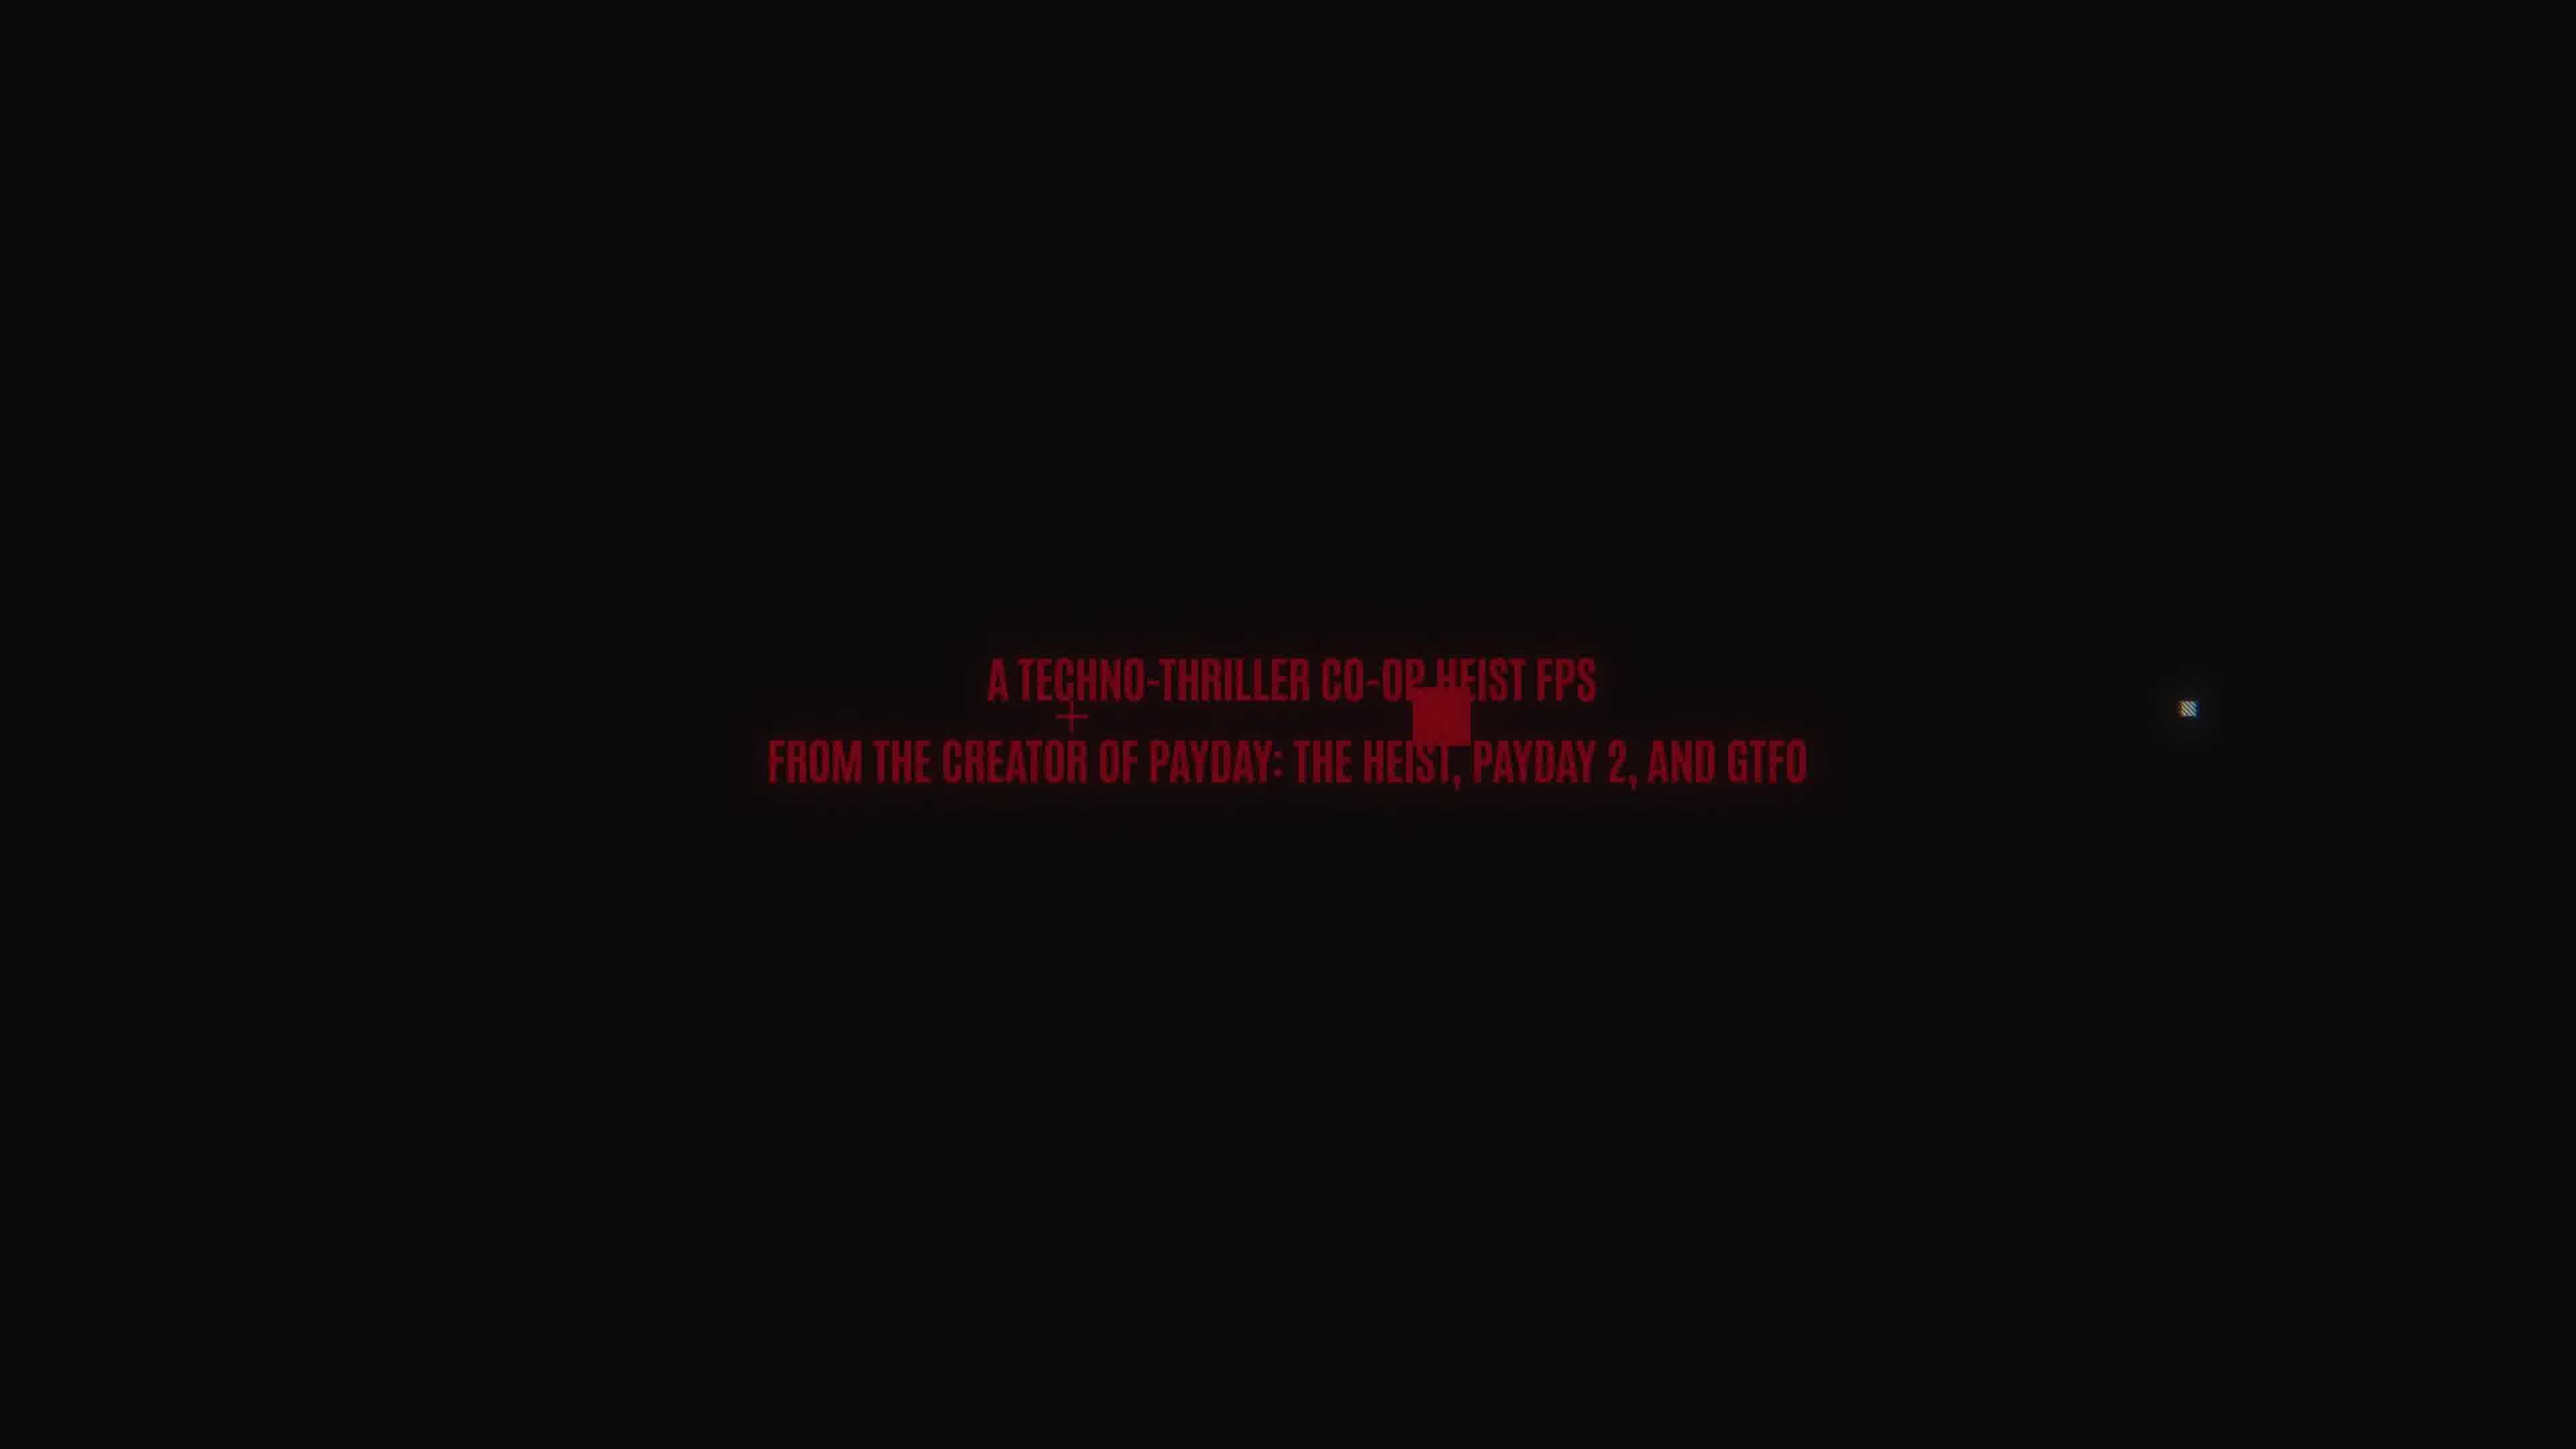 A TECHNO-THRILLER CO-OP HEIST FPS
FROM THE CREATOR OF PAYDAY: THE HEIST, PAYDAY 2, AND GTFO